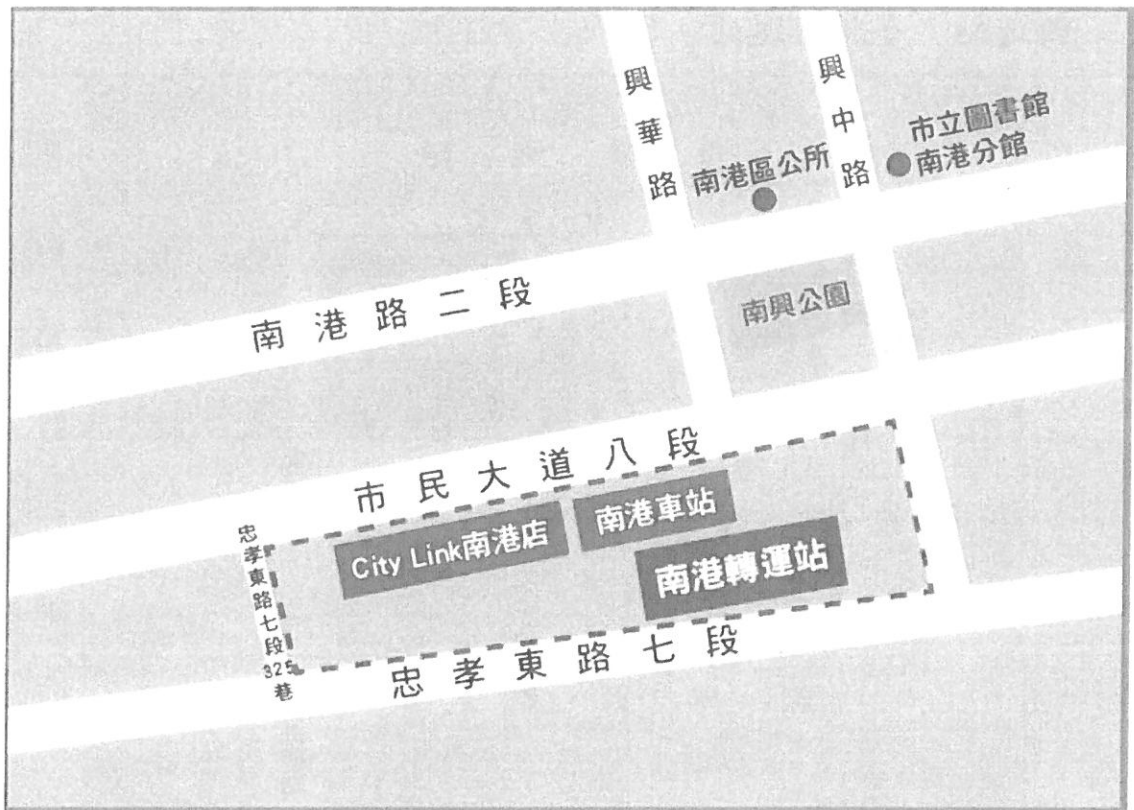 興華路
興中路
市立圖書館
南港分館
南港區公所
南港路二段
南興公園
市民大道八段
南港車站
City Link南港店
南港轉運站
忠孝東路七段325巷
忠孝東路七段